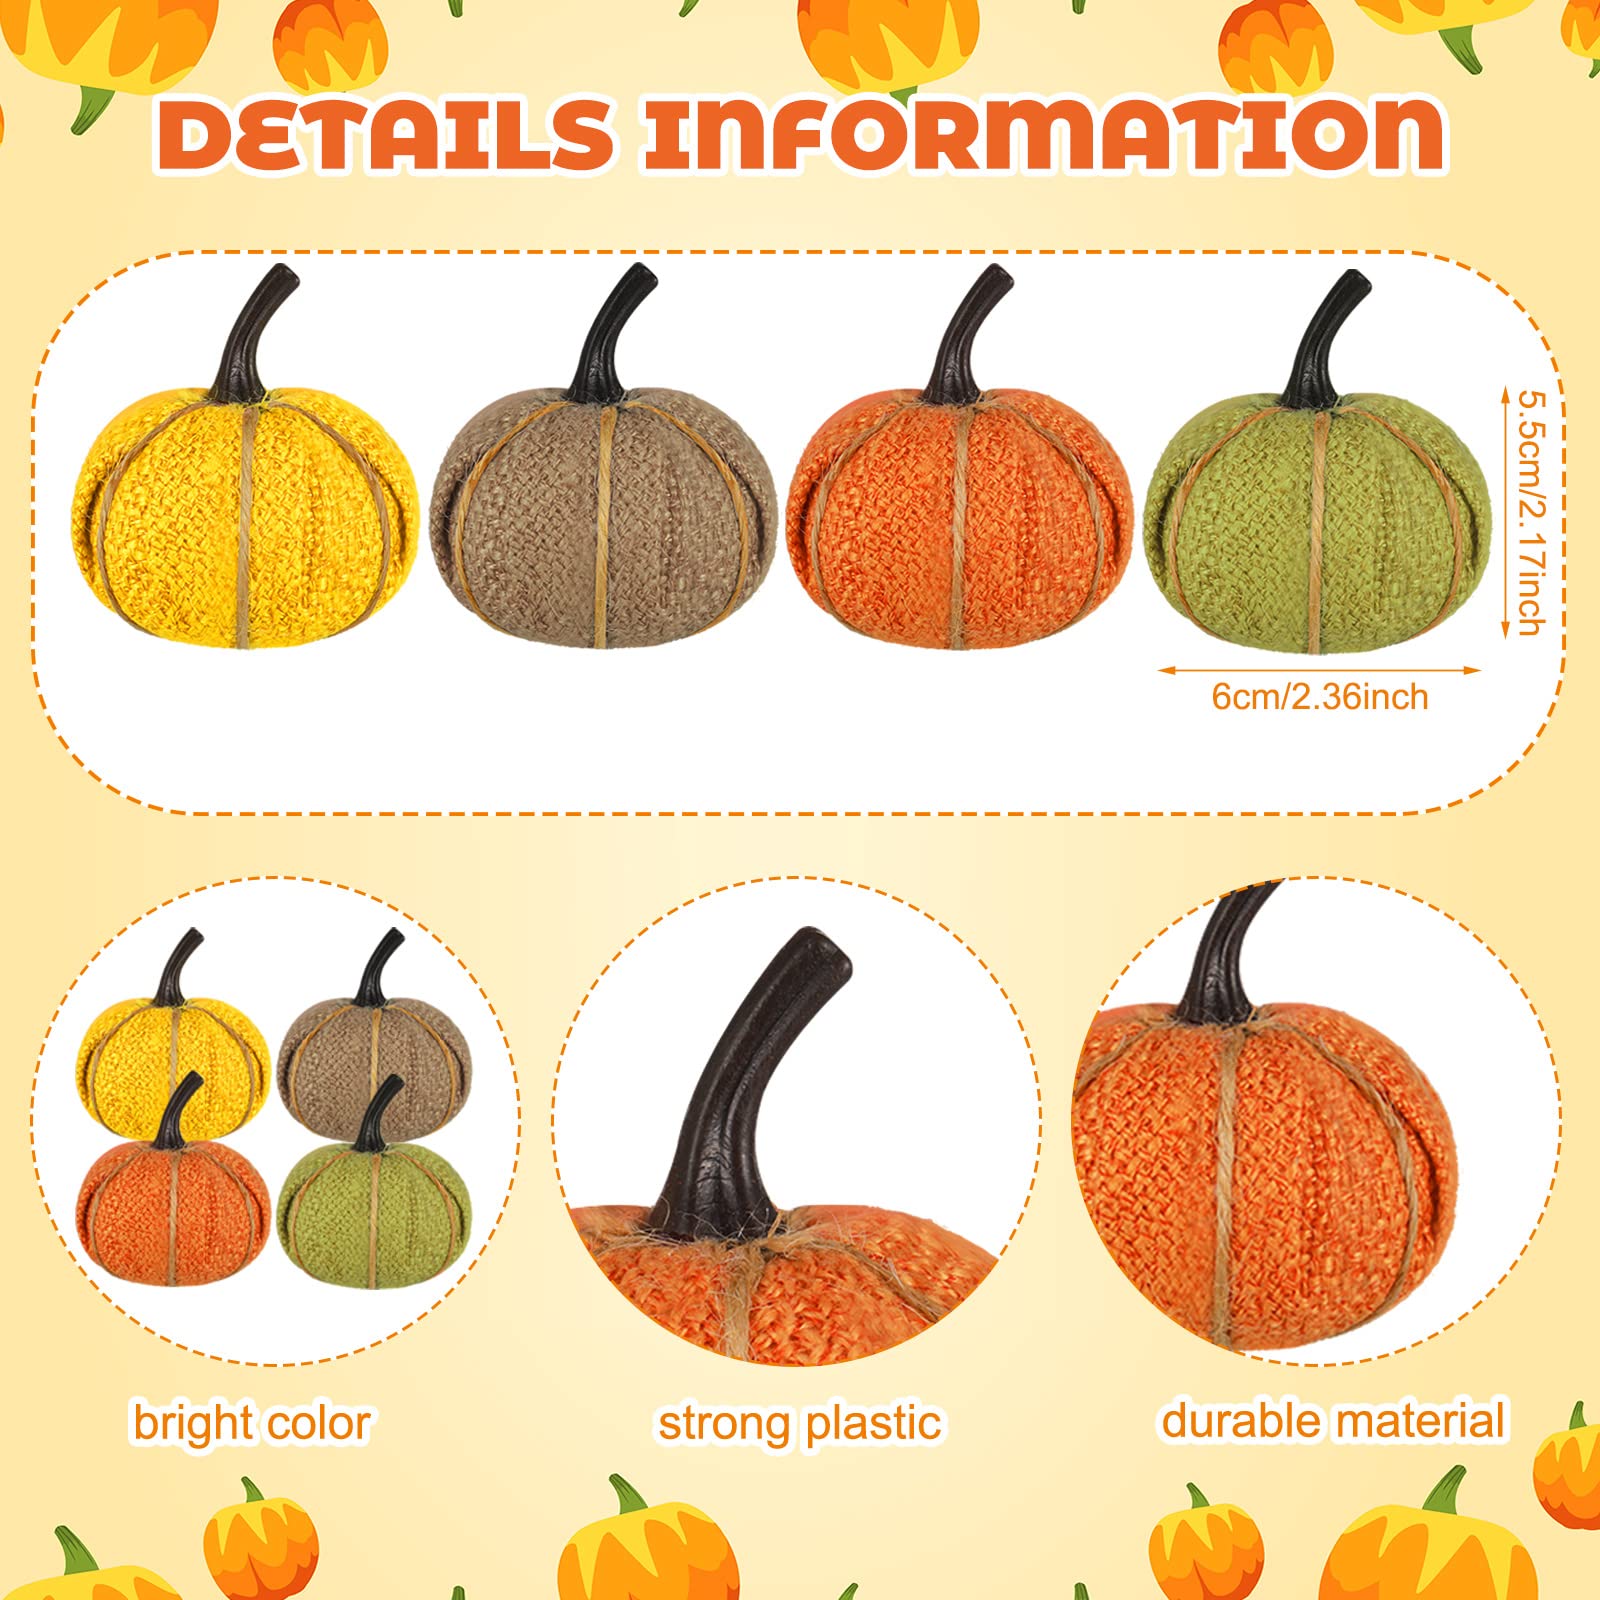 DETAILS INFORMATION
5.5cm/2.17inch
6cm/2.36inch
bright color
strong plastic
durable material